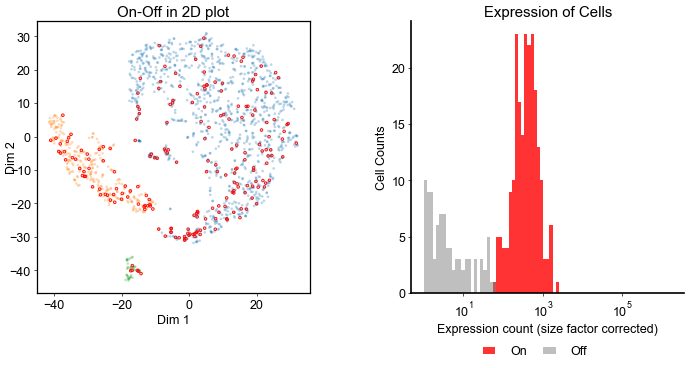 On-Off in 2D plot
Dim 2
30
20
10
0
−10
−20
−30
−40
−40
−20
0
20
Dim 1
Expression of Cells
Cell Counts
20
15
10
5
0
10^1
10^3
10^5
Expression count (size factor corrected)
On
Off